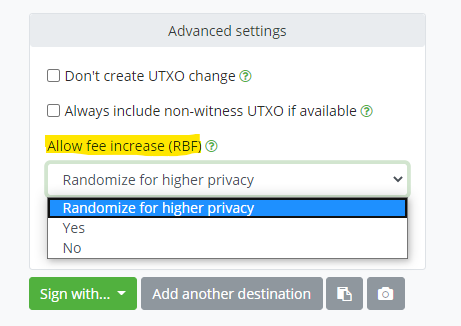 Advanced settings
Don't create UTXO change
Always include non-witness UTXO if available
Allow fee increase (RBF)
Randomize for higher privacy
Randomize for higher privacy
Yes
No
Sign with... Add another destination